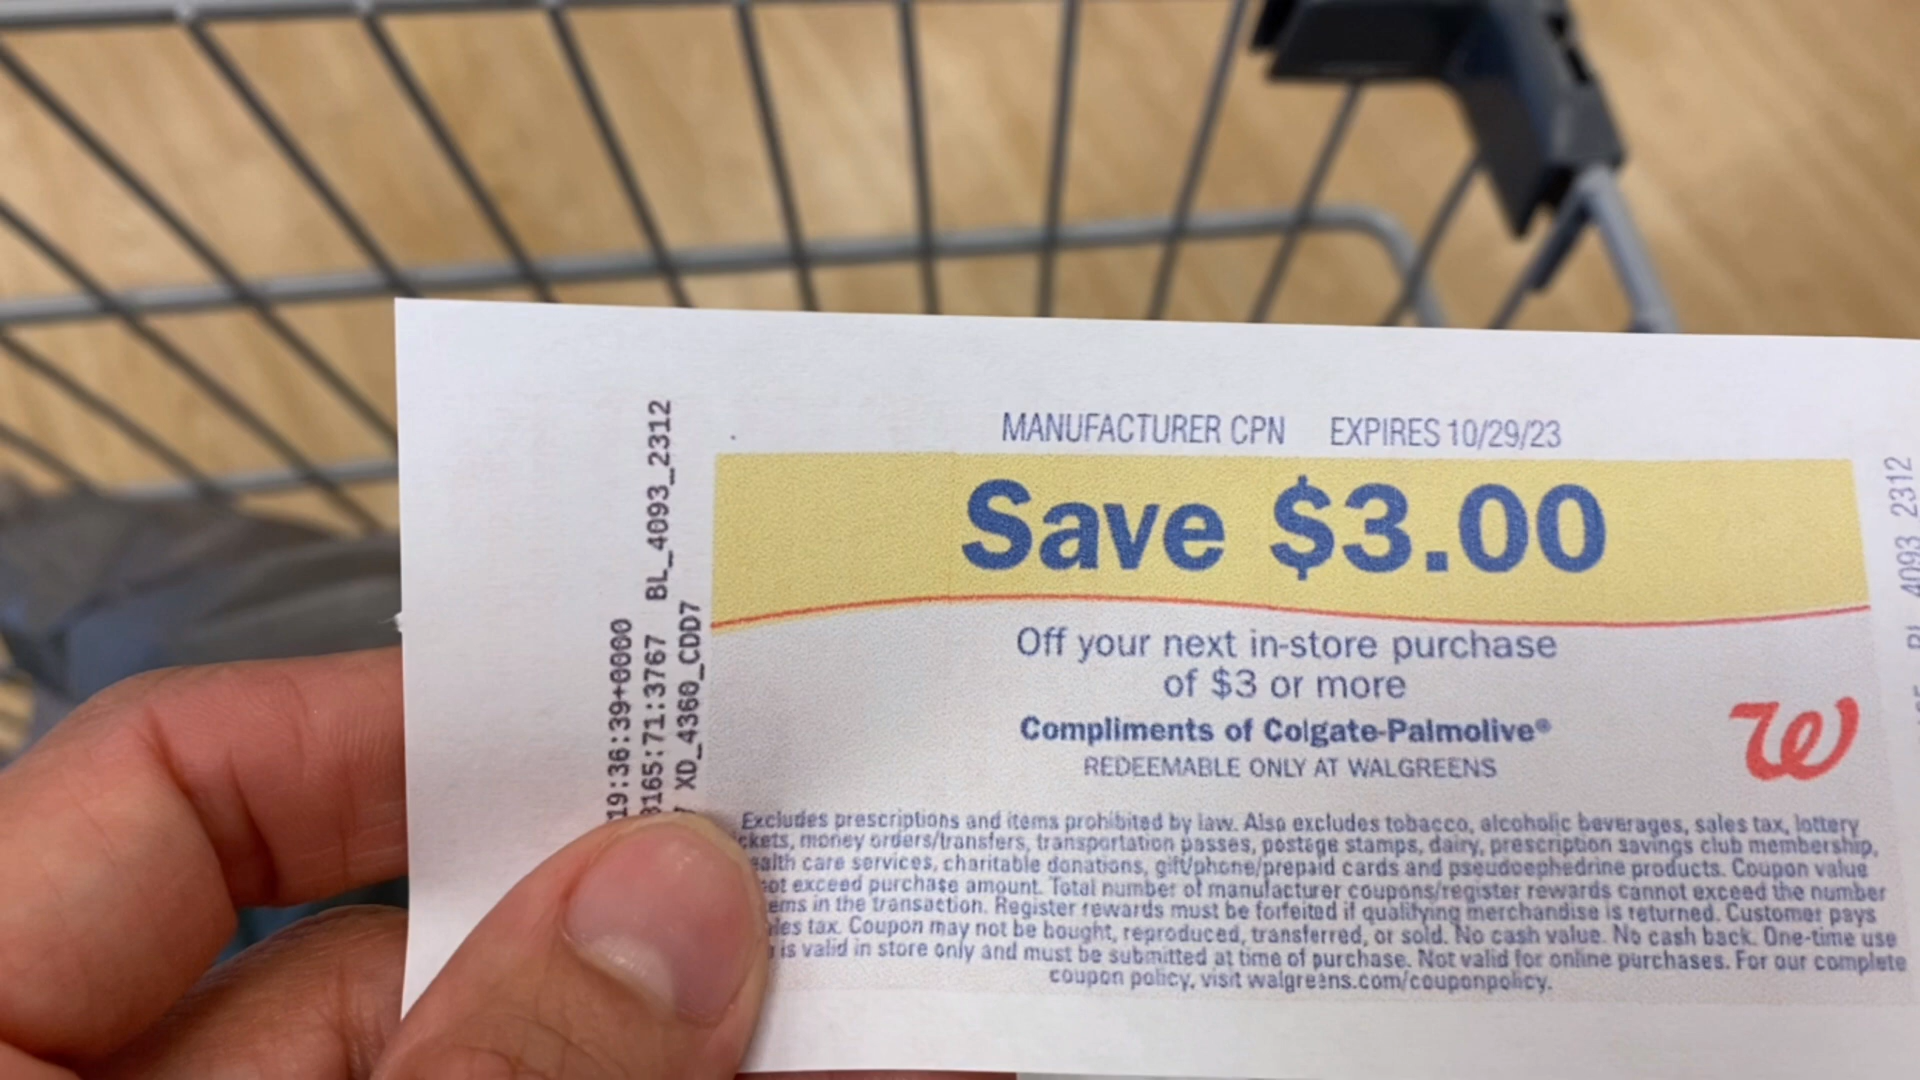 MANUFACTURER CPN EXPIRES 10/29/23
Save $3.00
Off your next in-store purchase
of $3 or more
Compliments of Colgate-Palmolive®
REDEEMABLE ONLY AT WALGREENS
W
Excludes prescriptions and items prohibited by law. Also excludes tobacco, alcoholic beverages, sales tax, lottery
ckets, money orders/transfers, transportation passes, postage stamps, dairy, prescription savings club membership,
ealth care services, charitable donations, gift/phone/prepaid cards and pseudoephedrine products. Coupon value
not exceed purchase amount. Total number of manufacturer coupons/register rewards cannot exceed the number
ems in the transaction. Register rewards must be forfeited if qualifying merchandise is returned. Customer pays
les tax. Coupon may not be bought, reproduced, transferred, or sold. No cash value. No cash back. One-time use
is valid in store only and must be submitted at time of purchase. Not valid for online purchases. For our complete
coupon policy, visit walgreens.com/couponpolicy.
19:36:39+0000
3165:71:3767 BL_4093_2312
XD_4360_CDD7
4093 2312